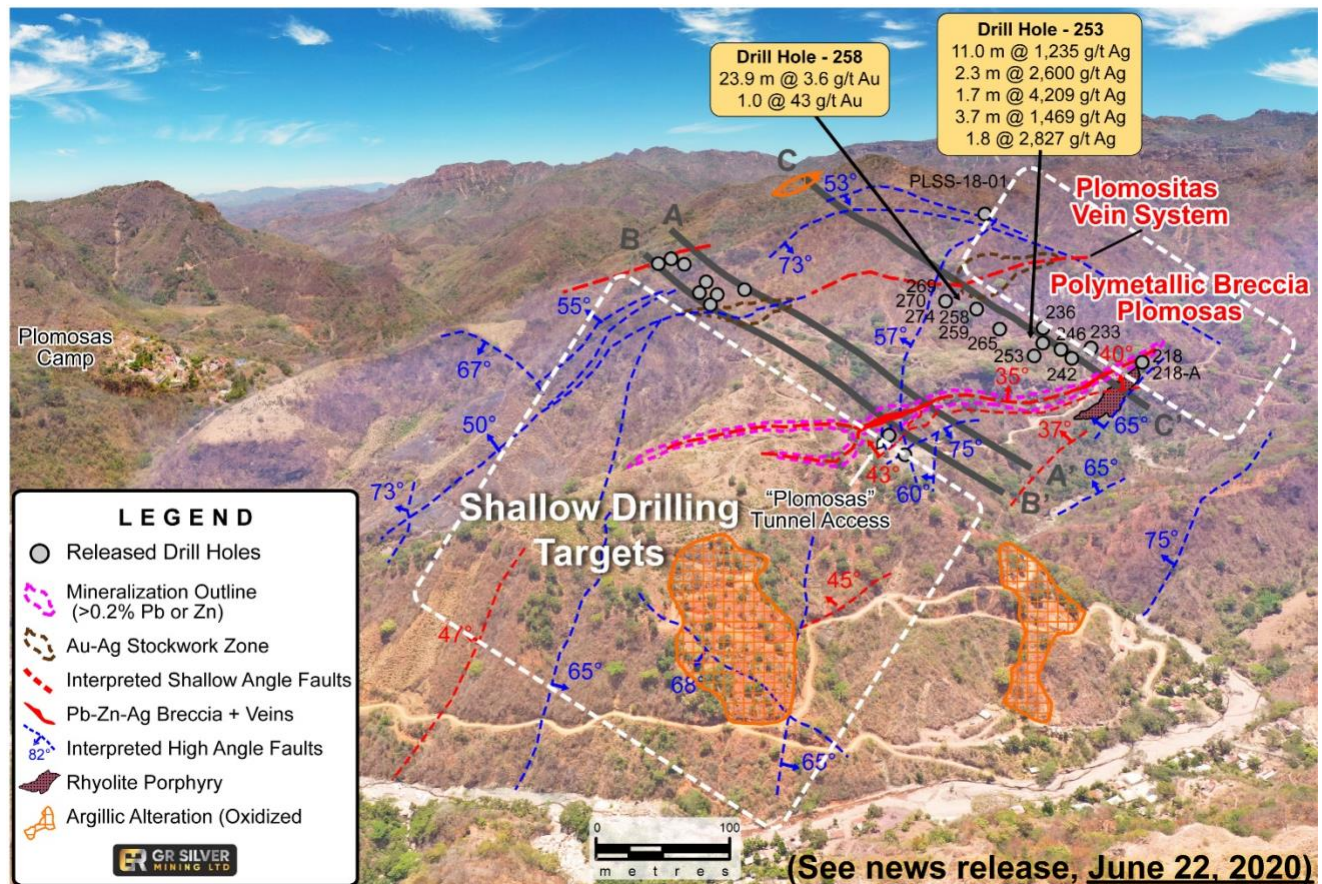 Drill Hole - 258
23.9 m @ 3.6 g/t Au
1.0 @ 43 g/t Au
Drill Hole - 253
11.0 m @ 1,235 g/t Ag
2.3 m @ 2,600 g/t Ag
1.7 m @ 4,209 g/t Ag
3.7 m @ 1,469 g/t Ag
1.8 @ 2,827 g/t Ag
C
53°
PLSS-18-01
Plomositas
Vein System
A
B
73°
Polymetallic Breccia
Plomosas
55°
269
270
274
258
259
57°
265
236
246
233
253
242
40°
218
218-A
35°
Plomosas
Camp
67°
50°
73°
37°
65°
C'
75°
43°
60°
A'
B'
65°
"Plomosas"
Tunnel Access
Shallow Drilling
Targets
75°
45°
47°
65°
68°
65°
LEGEND
Released Drill Holes
Mineralization Outline
(>0.2% Pb or Zn)
Au-Ag Stockwork Zone
Interpreted Shallow Angle Faults
Pb-Zn-Ag Breccia + Veins
Interpreted High Angle Faults
82°
Rhyolite Porphyry
Argillic Alteration (Oxidized
GR SILVER
MINING LTD
0 100
metres
(See news release, June 22, 2020)